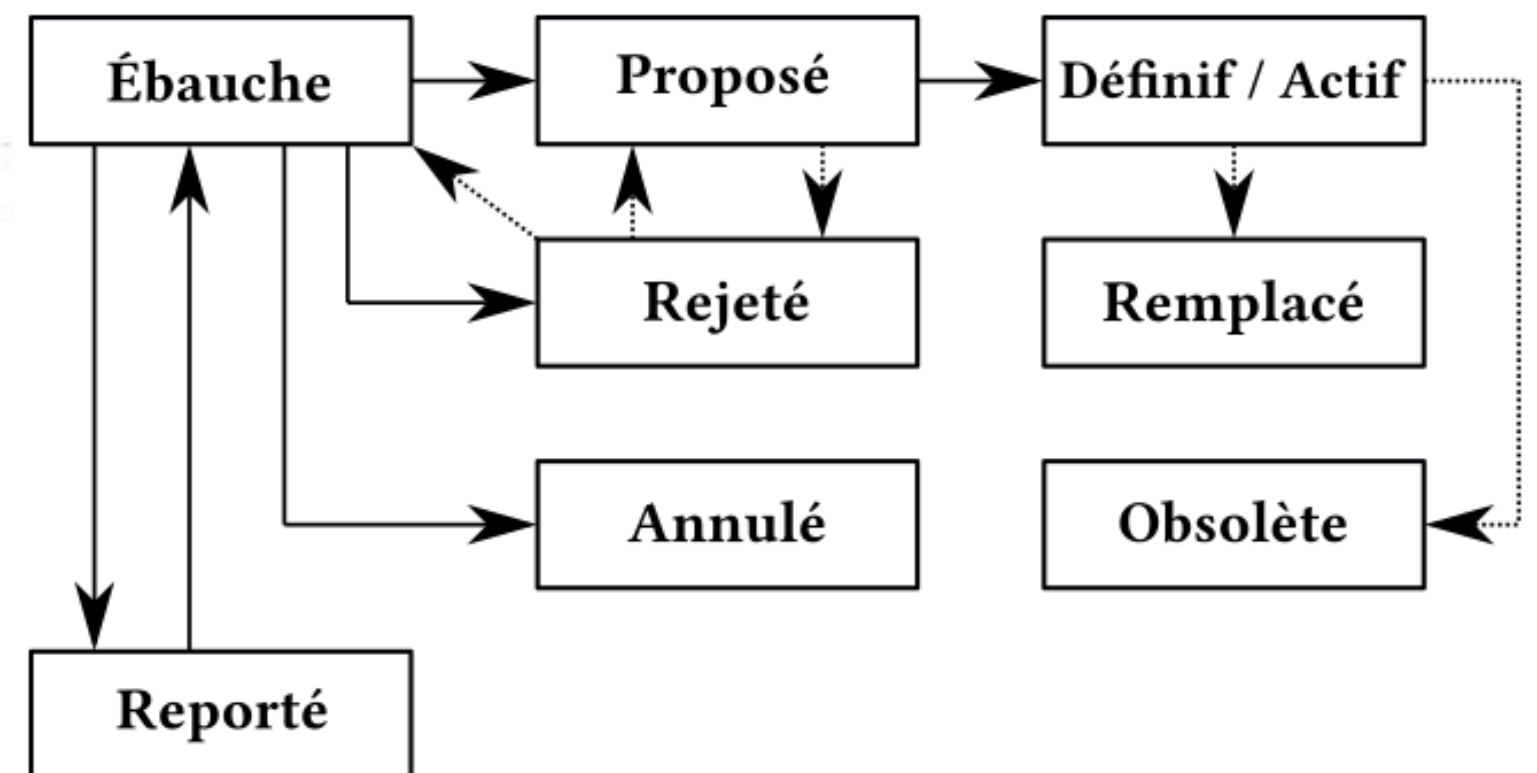 Ébauche
Proposé
Définif / Actif
Rejeté
Remplacé
Annulé
Obsolète
Reporté